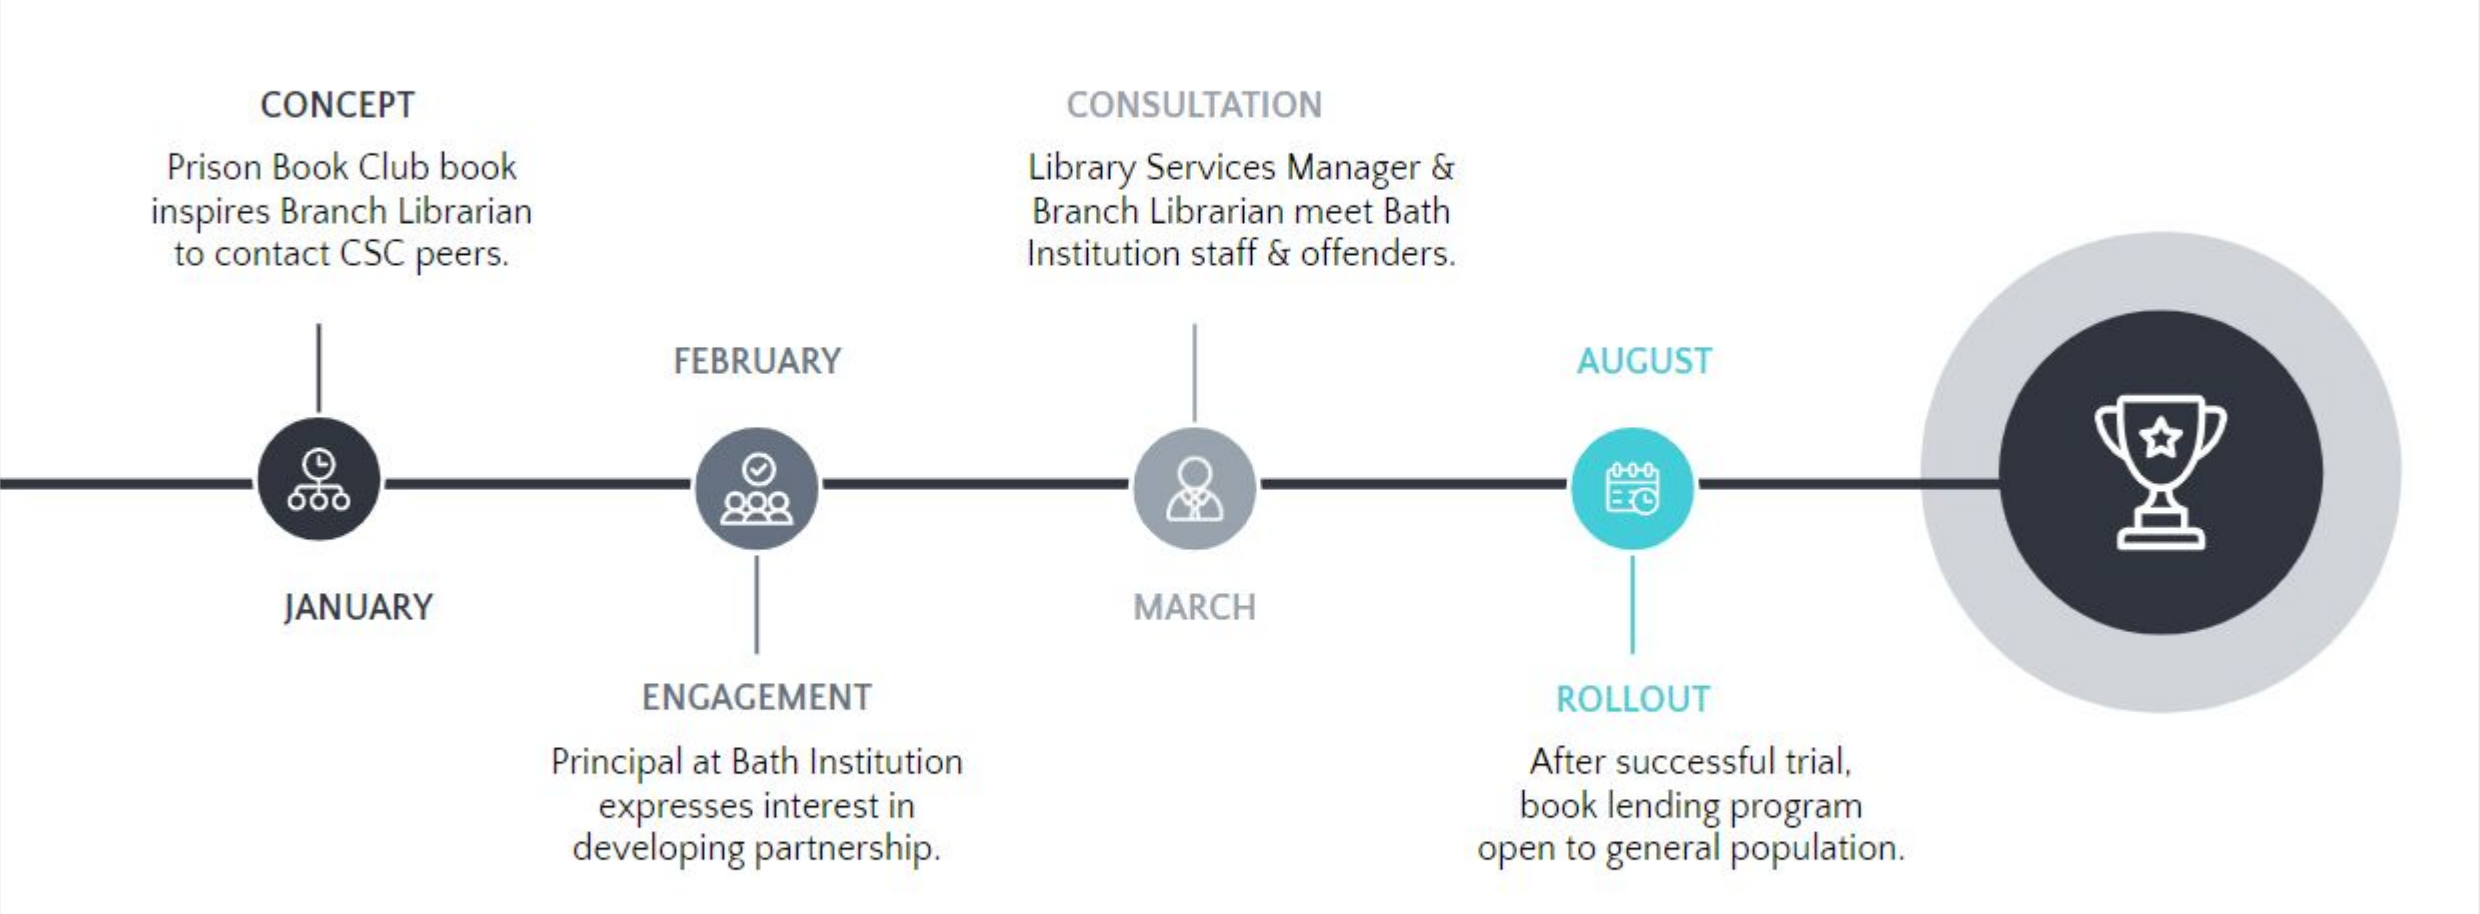 CONCEPT
Prison Book Club book
inspires Branch Librarian
to contact CSC peers.
JANUARY
FEBRUARY
ENGAGEMENT
Principal at Bath Institution
expresses interest in
developing partnership.
CONSULTATION
Library Services Manager &
Branch Librarian meet Bath
Institution staff & offenders.
MARCH
AUGUST
ROLLOUT
After successful trial,
book lending program
open to general population.